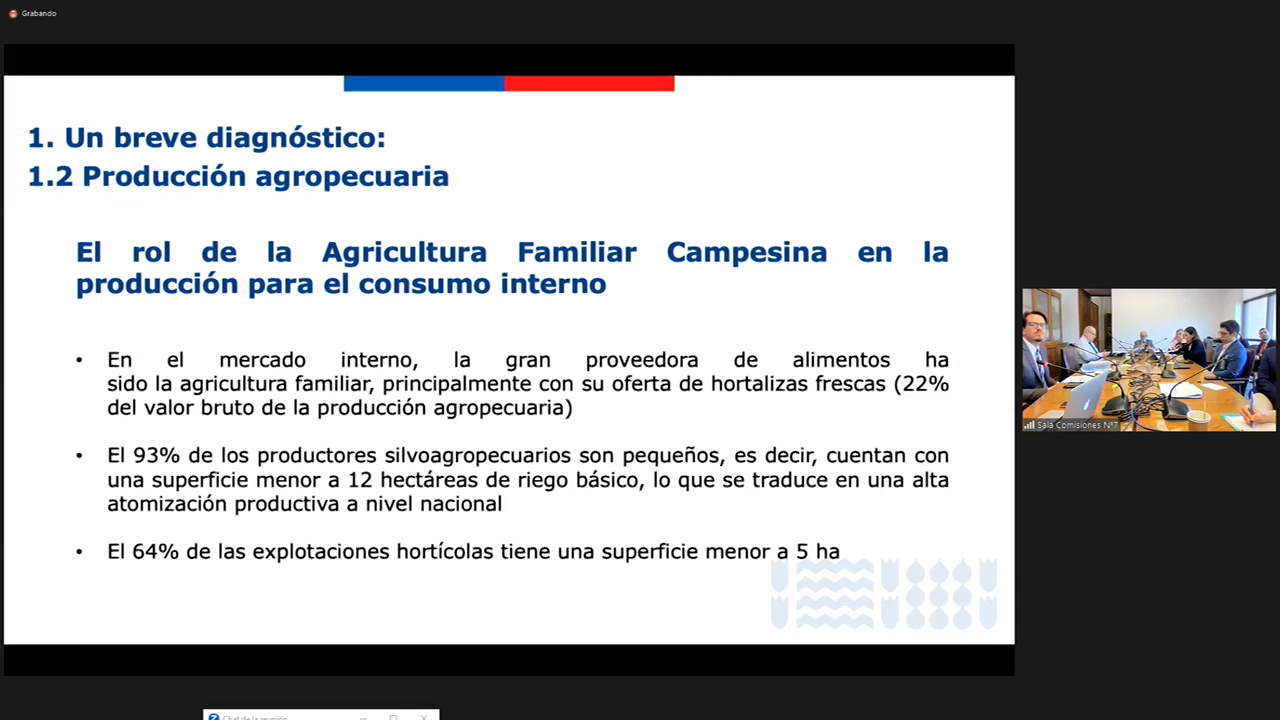 Grabando
1. Un breve diagnóstico:
1.2 Producción agropecuaria
El rol de la Agricultura Familiar Campesina en la
producción para el consumo interno
• En el mercado interno, la gran proveedora de alimentos ha
sido la agricultura familiar, principalmente con su oferta de hortalizas frescas (22%
del valor bruto de la producción agropecuaria)
• El 93% de los productores silvoagropecuarios son pequeños, es decir, cuentan con
una superficie menor a 12 hectáreas de riego básico, lo que se traduce en una alta
atomización productiva a nivel nacional
• El 64% de las explotaciones hortícolas tiene una superficie menor a 5 ha
Sala Comisiones N°7
Chat de la reunión